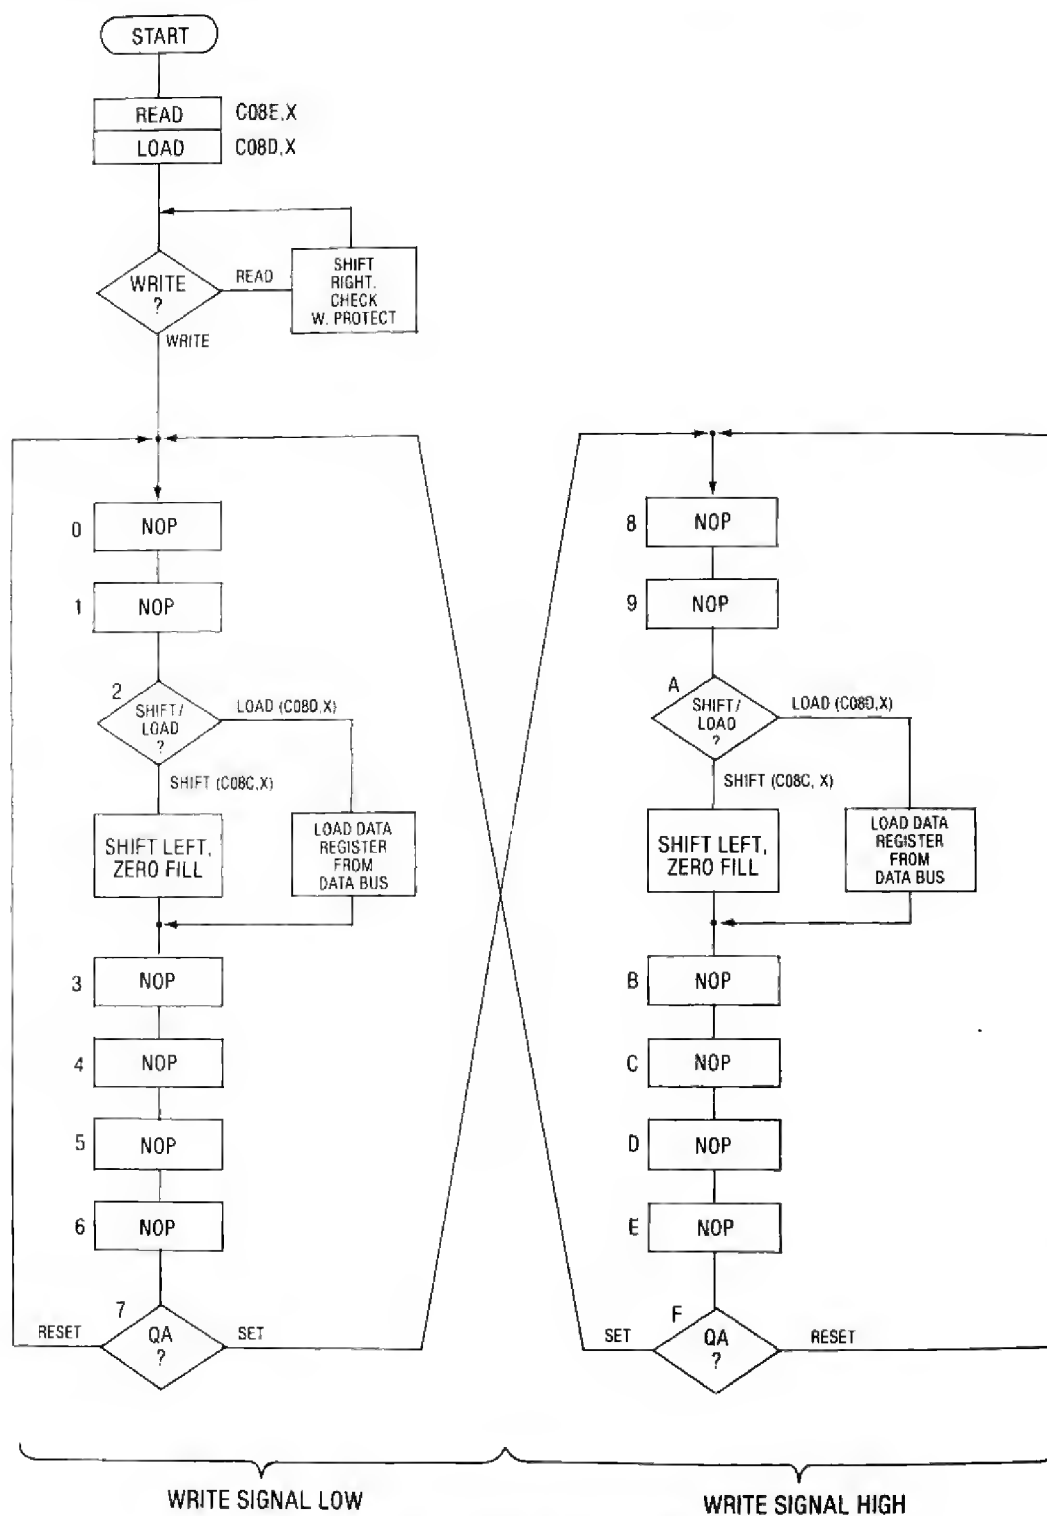 START
READ C08E,X
LOAD C08D,X
WRITE
?
READ
SHIFT
RIGHT.
CHECK
W. PROTECT
WRITE
0 NOP
1 NOP
2
SHIFT/
LOAD
?
LOAD (C08D,X)
SHIFT (C08C,X)
SHIFT LEFT,
ZERO FILL
LOAD DATA
REGISTER
FROM
DATA BUS
3 NOP
4 NOP
5 NOP
6 NOP
7
QA
?
RESET
SET
WRITE SIGNAL LOW
8 NOP
9 NOP
A
SHIFT/
LOAD
?
LOAD (C08D,X)
SHIFT (C08C, X)
SHIFT LEFT,
ZERO FILL
LOAD DATA
REGISTER
FROM
DATA BUS
B NOP
C NOP
D NOP
E NOP
F
QA
?
SET
RESET
WRITE SIGNAL HIGH